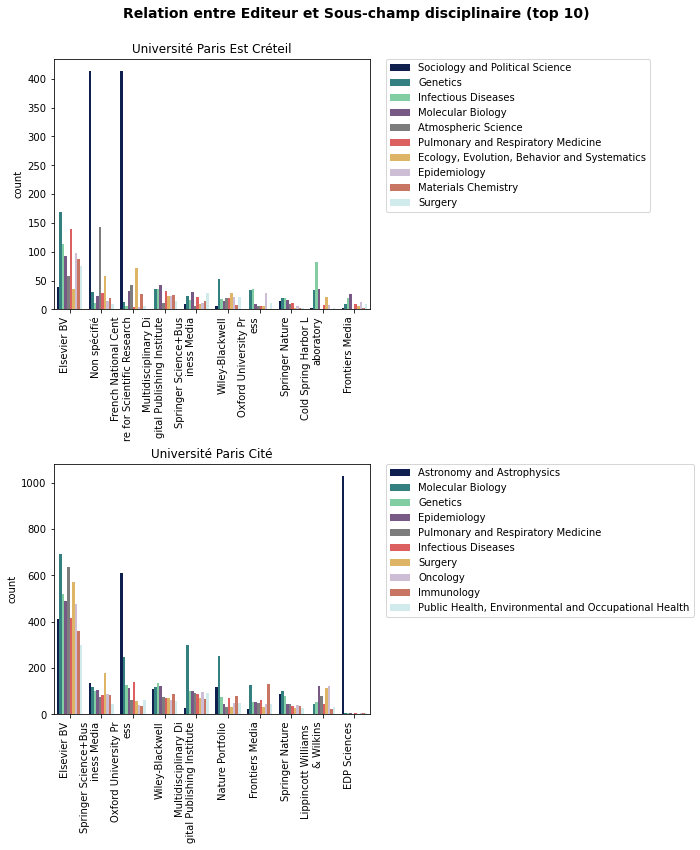 Relation entre Editeur et Sous-champ disciplinaire (top 10)
Université Paris Est Créteil
count
400
350
300
250
200
150
100
50
0
Elsevier BV
Non spécifié
French National Cent
re for Scientific Research
Multidisciplinary Di
gital Publishing Institute
Springer Science+Bus
iness Media
Wiley-Blackwell
Oxford University Pr
ess
Springer Nature
Cold Spring Harbor L
aboratory
Frontiers Media
Sociology and Political Science
Genetics
Infectious Diseases
Molecular Biology
Atmospheric Science
Pulmonary and Respiratory Medicine
Ecology, Evolution, Behavior and Systematics
Epidemiology
Materials Chemistry
Surgery
Université Paris Cité
count
1000
800
600
400
200
0
Elsevier BV
Springer Science+Bus
iness Media
Oxford University Pr
ess
Wiley-Blackwell
Multidisciplinary Di
gital Publishing Institute
Nature Portfolio
Frontiers Media
Springer Nature
Lippincott Williams
& Wilkins
EDP Sciences
Astronomy and Astrophysics
Molecular Biology
Genetics
Epidemiology
Pulmonary and Respiratory Medicine
Infectious Diseases
Surgery
Oncology
Immunology
Public Health, Environmental and Occupational Health